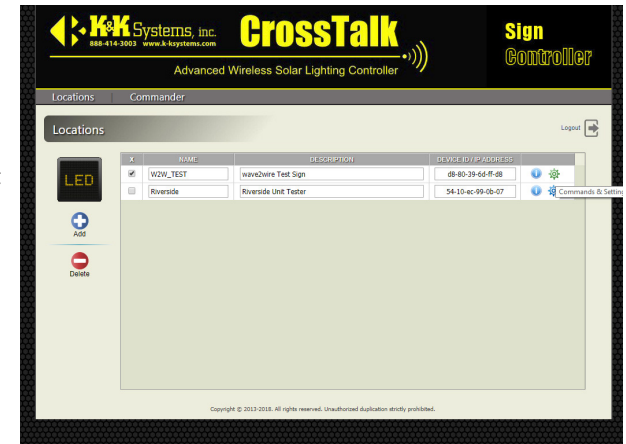 K&K Systems, inc.
888-414-3003 www.k-ksystems.com
CrossTalk
Advanced Wireless Solar Lighting Controller
Sign
Controller
Locations Commander
Locations
Logout
LED
Add
Delete
X NAME DESCRIPTION DEVICE ID / IP ADDRESS
W2W_TEST wave2wire Test Sign d8-80-39-6d-ff-d8
Riverside Riverside Unit Tester 54-10-ec-99-0b-07
Commands & Setting
Copyright © 2013-2018. All rights reserved. Unauthorized duplication strictly prohibited.